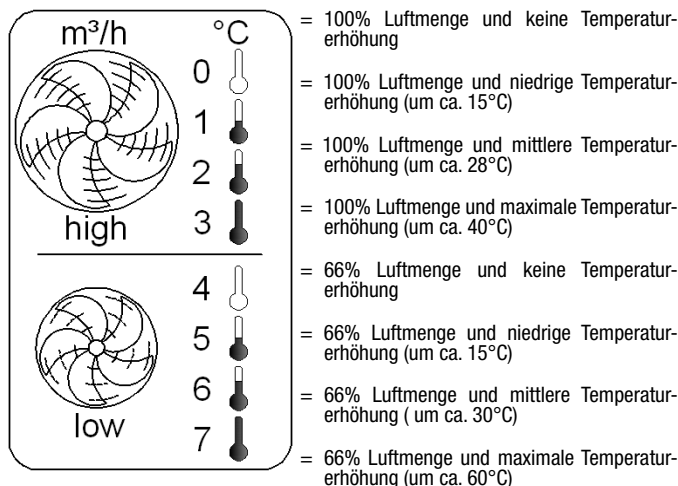 m³/h °C
0
1
2
3
high
4
5
6
7
low
= 100% Luftmenge und keine Temperatur-
erhöhung
= 100% Luftmenge und niedrige Temperatur-
erhöhung (um ca. 15°C)
= 100% Luftmenge und mittlere Temperatur-
erhöhung (um ca. 28°C)
= 100% Luftmenge und maximale Temperatur-
erhöhung (um ca. 40°C)
= 66% Luftmenge und keine Temperatur-
erhöhung
= 66% Luftmenge und niedrige Temperatur-
erhöhung (um ca. 15°C)
= 66% Luftmenge und mittlere Temperatur-
erhöhung ( um ca. 30°C)
= 66% Luftmenge und maximale Temperatur-
erhöhung (um ca. 60°C)